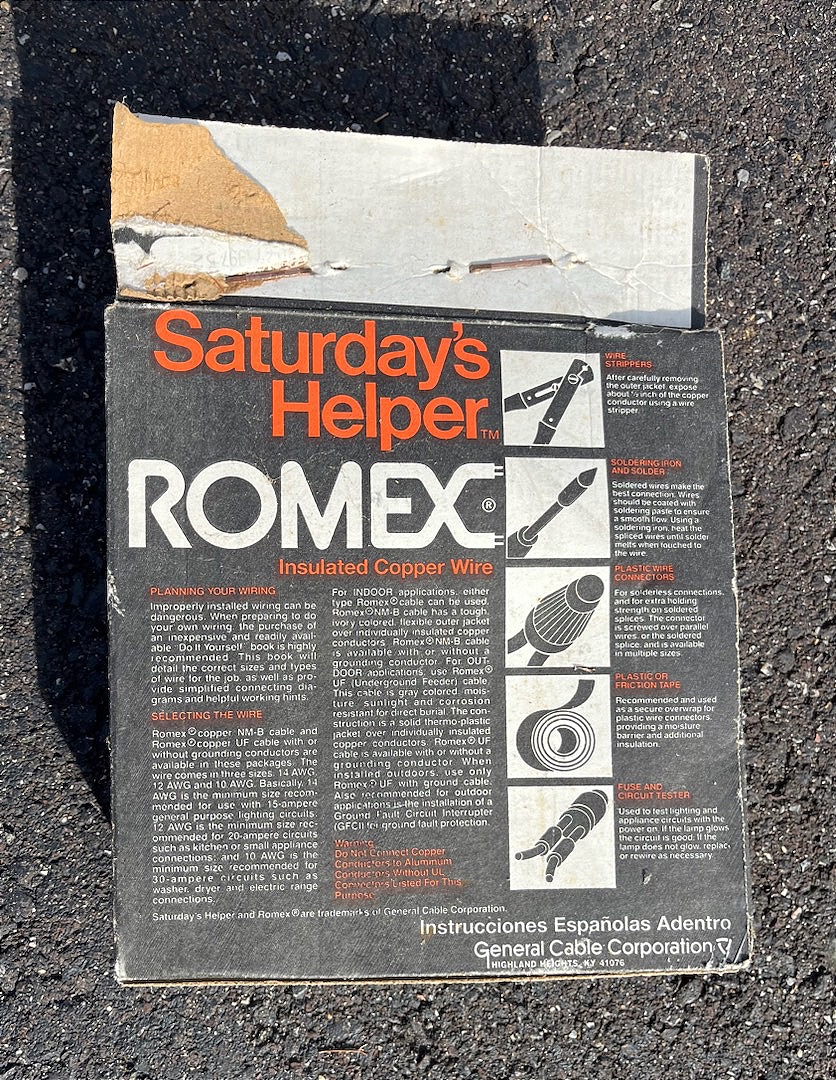 Saturday's
Helper™
ROMEX®
Insulated Copper Wire
PLANNING YOUR WIRING
Improperly installed wiring can be
dangerous. When preparing to do
your own wiring, the purchase of
an inexpensive and readily avail-
able "Do It Yourself" book is highly
recommended. This book will
detail the correct sizes and types
of wire for the job, as well as pro-
vide simplified connecting dia-
grams and helpful working hints.
SELECTING THE WIRE
Romex® copper NM-B cable and
Romex® copper UF cable with or
without grounding conductors are
available in these packages. The
wire comes in three sizes, 14 AWG,
12 AWG and 10 AWG. Basically, 14
AWG is the minimum size recom-
mended for use with 15-ampere
general purpose lighting circuits.
12 AWG is the minimum size rec-
ommended for 20-ampere circuits
such as kitchen or small appliance
connections; and 10 AWG is the
minimum size recommended for
30-ampere circuits such as
washer, dryer and electric range
connections.
For INDOOR applications, either
type Romex® cable can be used.
Romex® NM-B cable has a tough,
ivory colored, flexible outer jacket
over individually insulated copper
conductors. Romex® NM-B cable
is available with or without a
grounding conductor. For OUT-
DOOR applications, use Romex®
UF (Underground Feeder) cable.
This cable is gray colored, mois-
ture, sunlight and corrosion
resistant for direct burial. The con-
struction is a solid thermo-plastic
jacket over individually insulated
copper conductors. Romex® UF
cable is available with or without a
grounding conductor. When
installed outdoors, use only
Romex® UF with ground cable.
Also recommended for outdoor
applications is the installation of a
Ground Fault Circuit Interrupter
(GFCI) for ground fault protection.
Warning
Do Not Connect Copper
Conductors to Aluminum
Conductors Without UL
Connectors Listed For This
Purpose.
WIRE
STRIPPERS
After carefully removing
the outer jacket, expose
about ½ inch of the copper
conductor using a wire
stripper.
SOLDERING IRON
AND SOLDER
Soldered wires make the
best connection. Wires
should be coated with
soldering paste to ensure
a smooth flow. Using a
soldering iron, heat the
spliced wires until solder
melts when touched to
the wire.
PLASTIC WIRE
CONNECTORS
For solderless connections,
and for extra holding
strength on soldered
splices. The connector
is screwed over parallel
wires, or the soldered
splice, and is available
in multiple sizes.
PLASTIC OR
FRICTION TAPE
Recommended and used
as a secure overwrap for
plastic wire connectors,
providing a moisture
barrier and additional
insulation.
FUSE AND
CIRCUIT TESTER
Used to test lighting and
appliance circuits with the
power on. If the lamp glows
the circuit is good. If the
lamp does not glow, replace
or rewire as necessary.
Saturday's Helper and Romex® are trademarks of General Cable Corporation.
Instrucciones Españolas Adentro
General Cable Corporation
HIGHLAND HEIGHTS, KY 41076